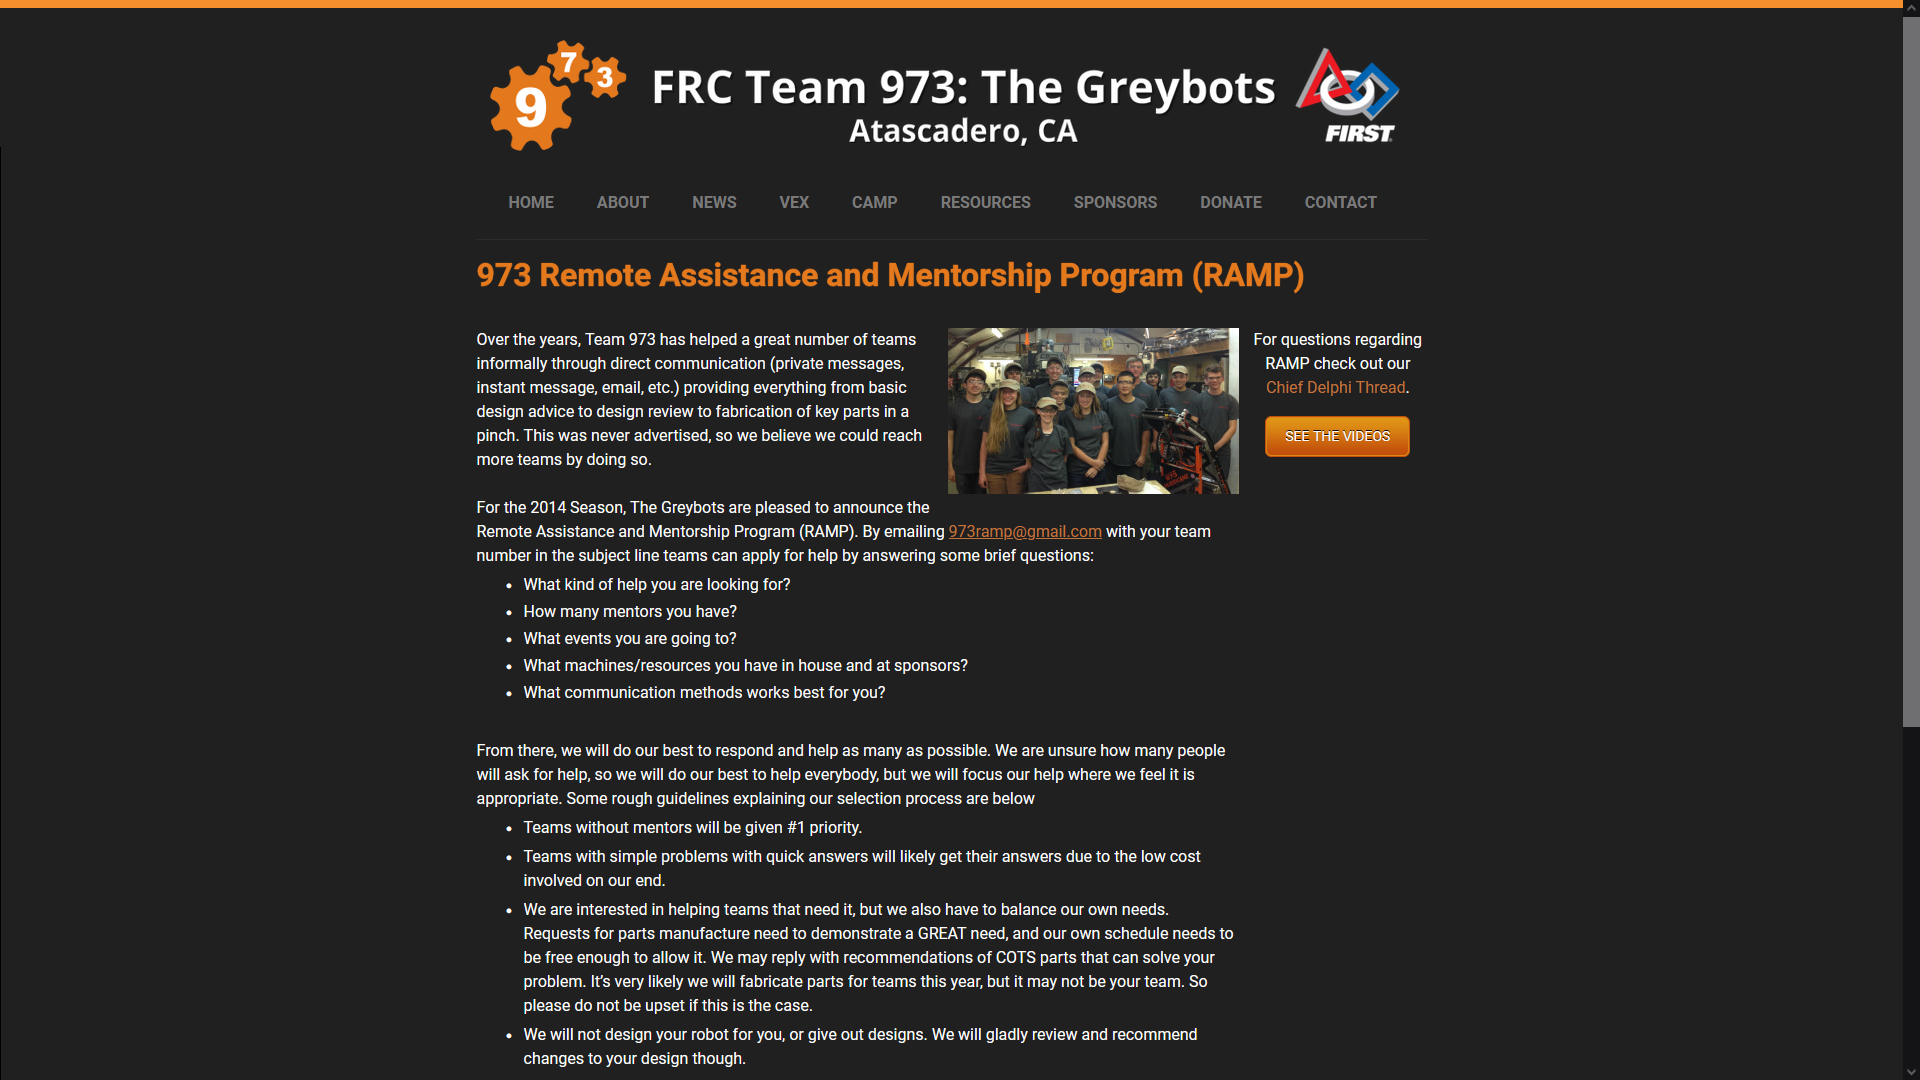 9 7 3
FRC Team 973: The Greybots
Atascadero, CA
FIRST
HOME ABOUT NEWS VEX CAMP RESOURCES SPONSORS DONATE CONTACT
973 Remote Assistance and Mentorship Program (RAMP)
Over the years, Team 973 has helped a great number of teams
informally through direct communication (private messages,
instant message, email, etc.) providing everything from basic
design advice to design review to fabrication of key parts in a
pinch. This was never advertised, so we believe we could reach
more teams by doing so.
For the 2014 Season, The Greybots are pleased to announce the
Remote Assistance and Mentorship Program (RAMP). By emailing 973ramp@gmail.com with your team
number in the subject line teams can apply for help by answering some brief questions:
• What kind of help you are looking for?
• How many mentors you have?
• What events you are going to?
• What machines/resources you have in house and at sponsors?
• What communication methods works best for you?
From there, we will do our best to respond and help as many as possible. We are unsure how many people
will ask for help, so we will do our best to help everybody, but we will focus our help where we feel it is
appropriate. Some rough guidelines explaining our selection process are below
• Teams without mentors will be given #1 priority.
• Teams with simple problems with quick answers will likely get their answers due to the low cost
involved on our end.
• We are interested in helping teams that need it, but we also have to balance our own needs.
Requests for parts manufacture need to demonstrate a GREAT need, and our own schedule needs to
be free enough to allow it. We may reply with recommendations of COTS parts that can solve your
problem. It’s very likely we will fabricate parts for teams this year, but it may not be your team. So
please do not be upset if this is the case.
• We will not design your robot for you, or give out designs. We will gladly review and recommend
changes to your design though.
For questions regarding
RAMP check out our
Chief Delphi Thread.
SEE THE VIDEOS